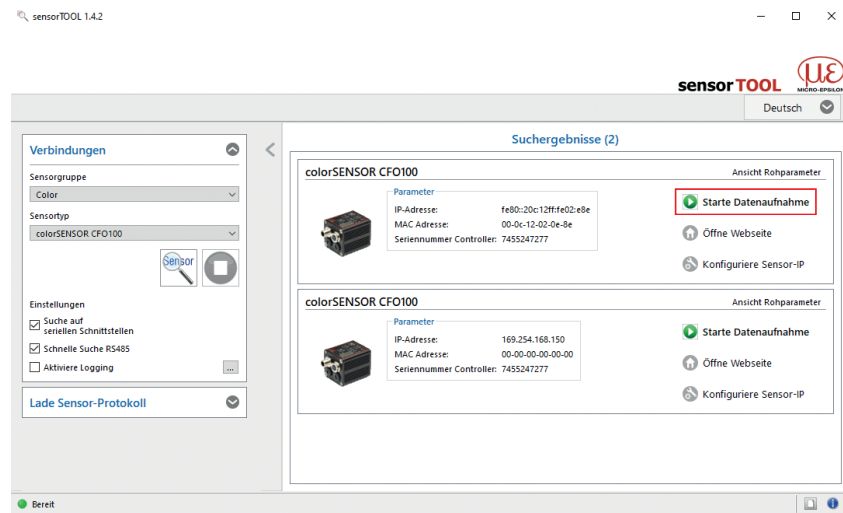 sensorTOOL 1.4.2
sensorTOOL
με
MICRO-EPSILON
Deutsch
Verbindungen
Sensorgruppe
Color
Sensortyp
colorSENSOR CFO100
Sensor
Einstellungen
Suche auf
seriellen Schnittstellen
Schnelle Suche RS485
Aktiviere Logging
...
Lade Sensor-Protokoll
Suchergebnisse (2)
colorSENSOR CFO100
Ansicht Rohparameter
Parameter
IP-Adresse: fe80::20c:12ff:fe02:e8e
MAC Adresse: 00-0c-12-02-0e-8e
Seriennummer Controller: 7455247277
Starte Datenaufnahme
Öffne Webseite
Konfiguriere Sensor-IP
colorSENSOR CFO100
Ansicht Rohparameter
Parameter
IP-Adresse: 169.254.168.150
MAC Adresse: 00-00-00-00-00-00
Seriennummer Controller: 7455247277
Starte Datenaufnahme
Öffne Webseite
Konfiguriere Sensor-IP
Bereit